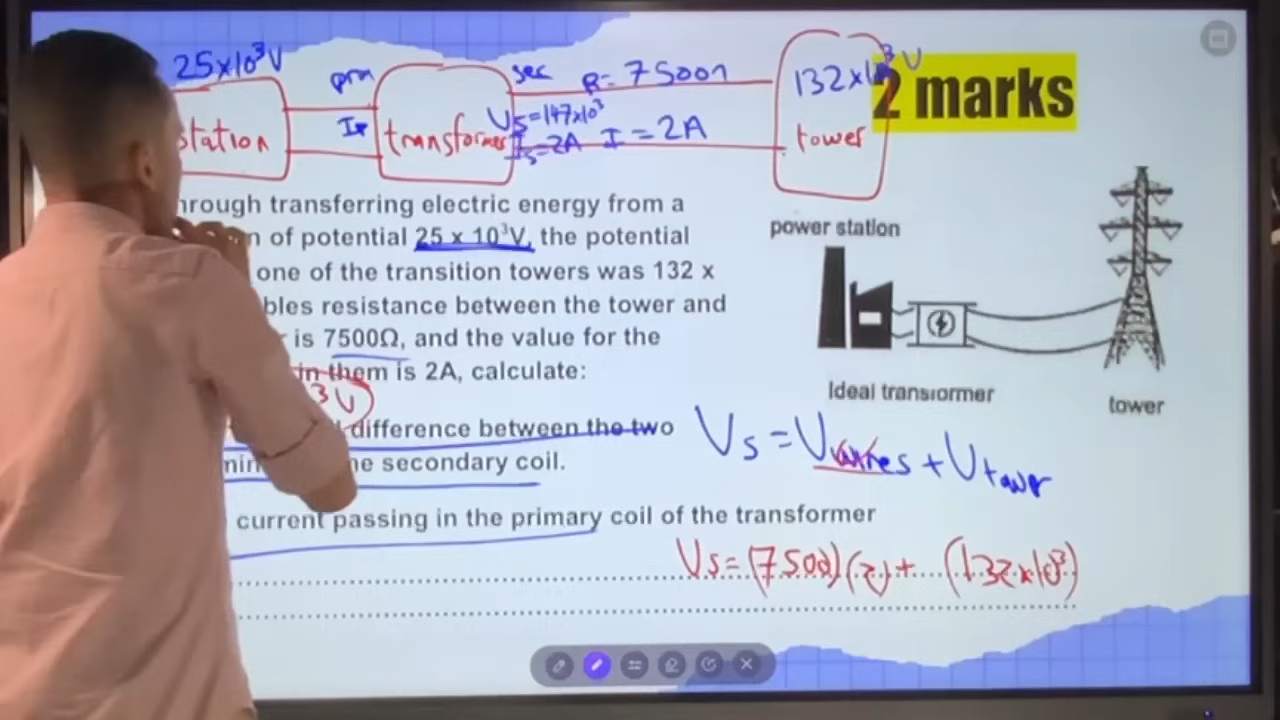 25x10³V
prm
sec
R = 7500Ω
132x10³ V
2 marks
station
transformer
Vs=147x10³
Is=2A
I = 2A
tower
hrough transferring electric energy from a
n of potential 25 x 10³V, the potential
one of the transition towers was 132 x
bles resistance between the tower and
is 7500Ω, and the value for the
in them is 2A, calculate:
³V
difference between the two
min he secondary coil.
current passing in the primary coil of the transformer
power station
Ideal transformer
tower
Vs = Vwires + Vtower
Vs = (7500)(2) + (132x10³)